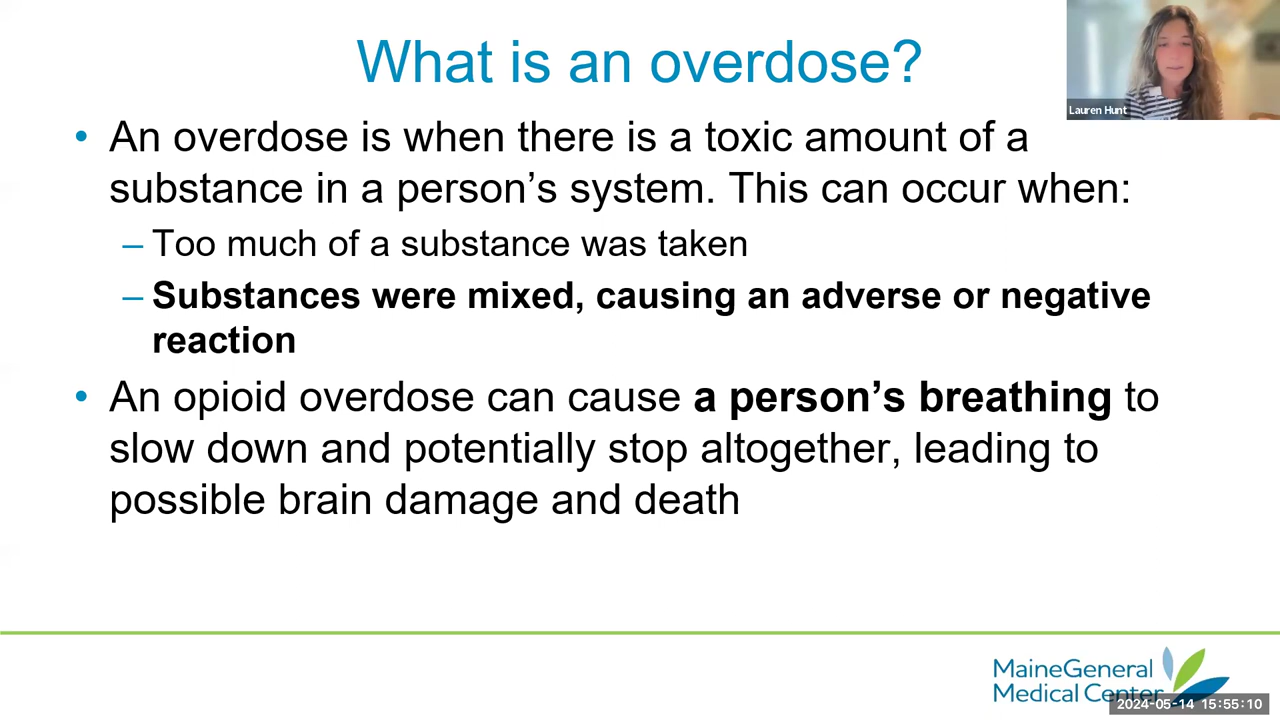 What is an overdose?
Lauren Hunt
• An overdose is when there is a toxic amount of a
substance in a person’s system. This can occur when:
– Too much of a substance was taken
– Substances were mixed, causing an adverse or negative
reaction
• An opioid overdose can cause a person’s breathing to
slow down and potentially stop altogether, leading to
possible brain damage and death
MaineGeneral
Medical Center
2024-05-14 15:55:10